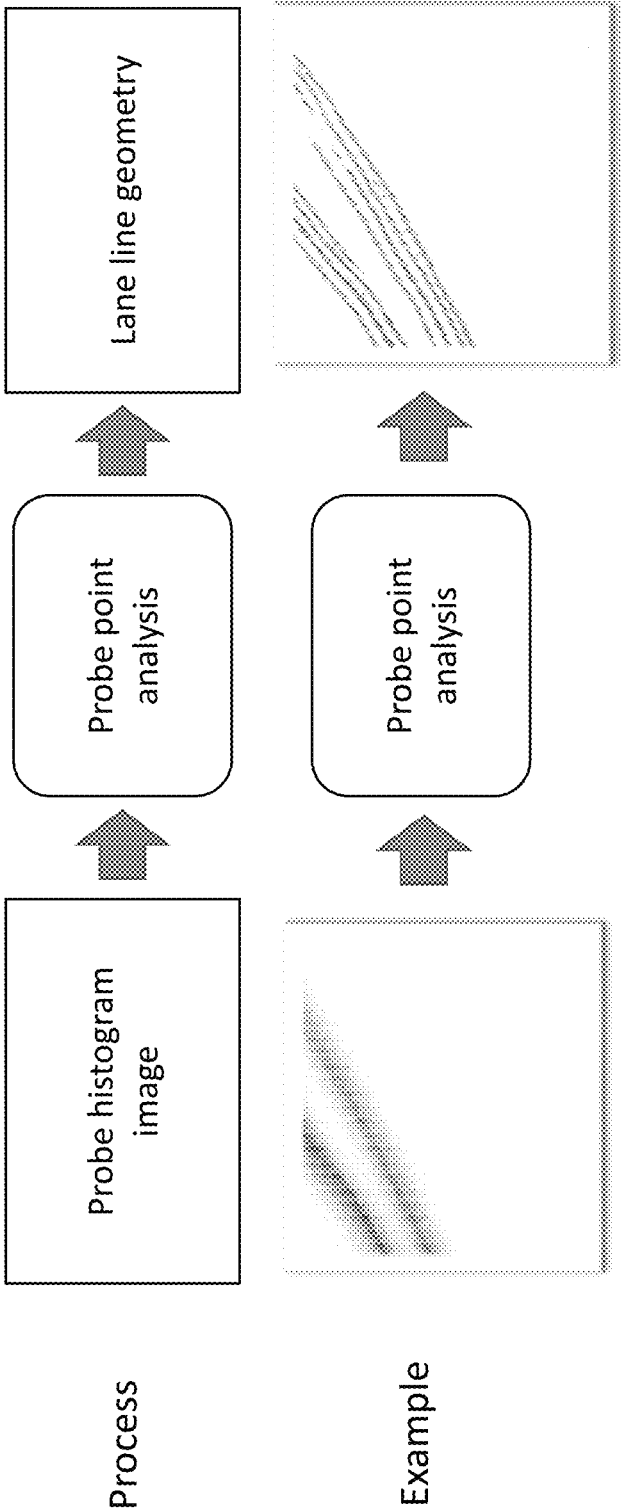 Process
Probe histogram
image
Probe point
analysis
Lane line geometry
Example
Probe point
analysis